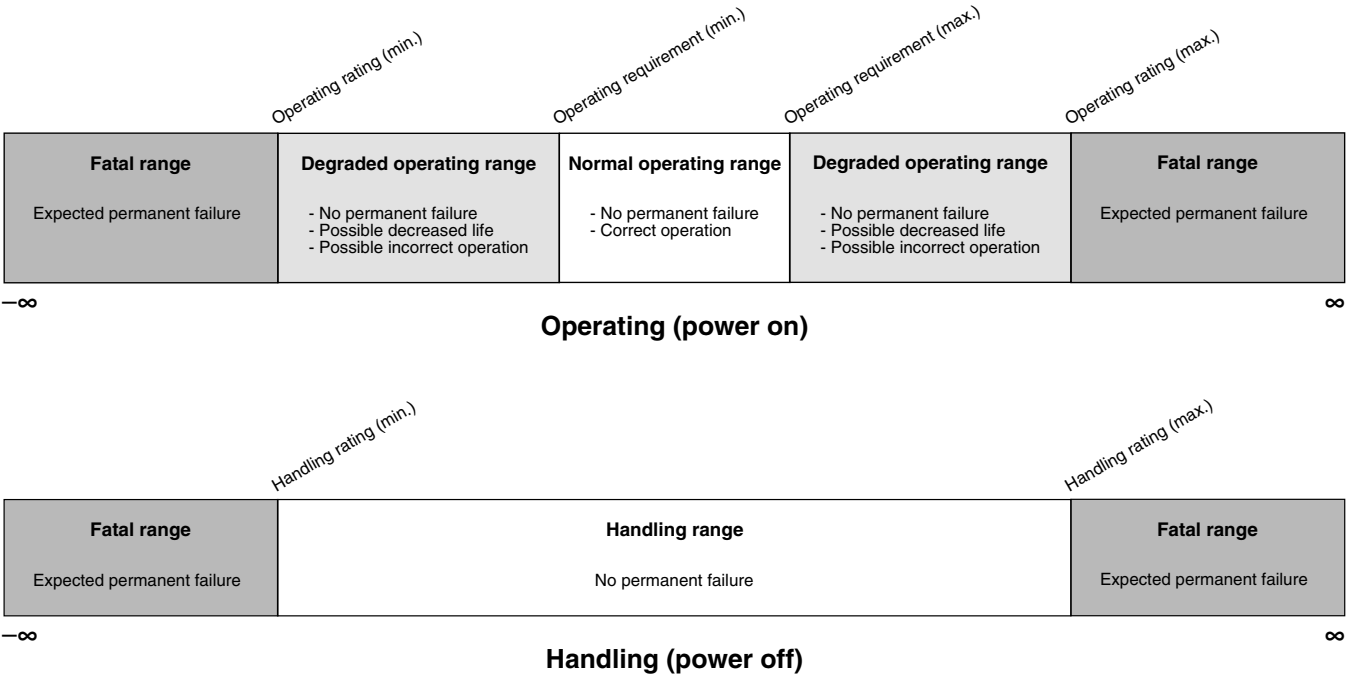 Operating rating (min.)
Operating requirement (min.)
Operating requirement (max.)
Operating rating (max.)
Fatal range
Expected permanent failure
Degraded operating range
- No permanent failure
- Possible decreased life
- Possible incorrect operation
Normal operating range
- No permanent failure
- Correct operation
Degraded operating range
- No permanent failure
- Possible decreased life
- Possible incorrect operation
Fatal range
Expected permanent failure
–∞
∞
Operating (power on)
Handling rating (min.)
Handling rating (max.)
Fatal range
Expected permanent failure
Handling range
No permanent failure
Fatal range
Expected permanent failure
–∞
∞
Handling (power off)